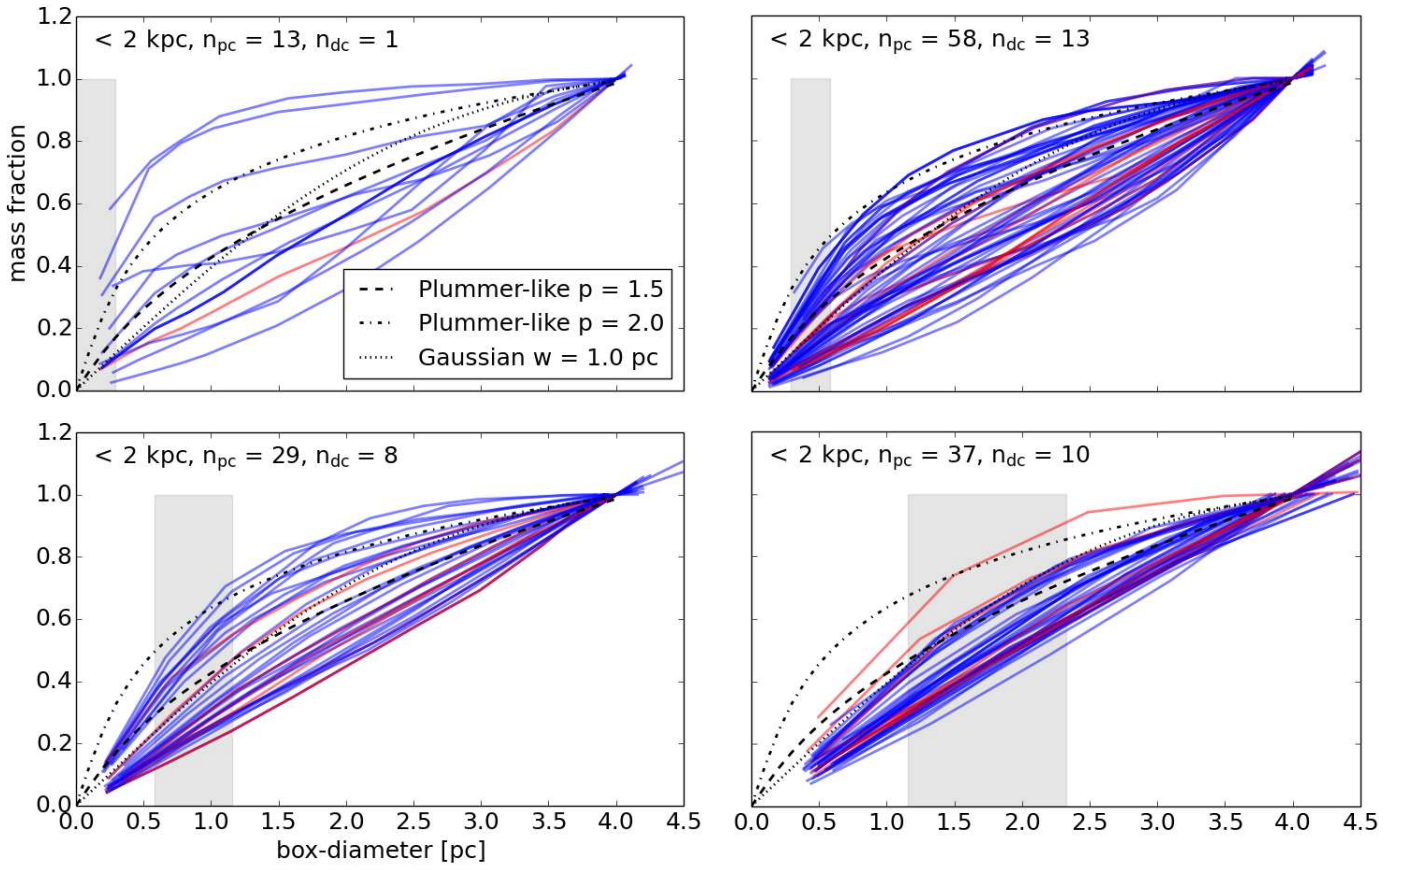 < 2 kpc, n_pc = 13, n_dc = 1
< 2 kpc, n_pc = 58, n_dc = 13
1.2
1.0
0.8
0.6
0.4
0.2
0.0
mass fraction
Plummer-like p = 1.5
Plummer-like p = 2.0
Gaussian w = 1.0 pc
< 2 kpc, n_pc = 29, n_dc = 8
< 2 kpc, n_pc = 37, n_dc = 10
1.2
1.0
0.8
0.6
0.4
0.2
0.0
0.0 0.5 1.0 1.5 2.0 2.5 3.0 3.5 4.0 4.5
0.0 0.5 1.0 1.5 2.0 2.5 3.0 3.5 4.0 4.5
box-diameter [pc]